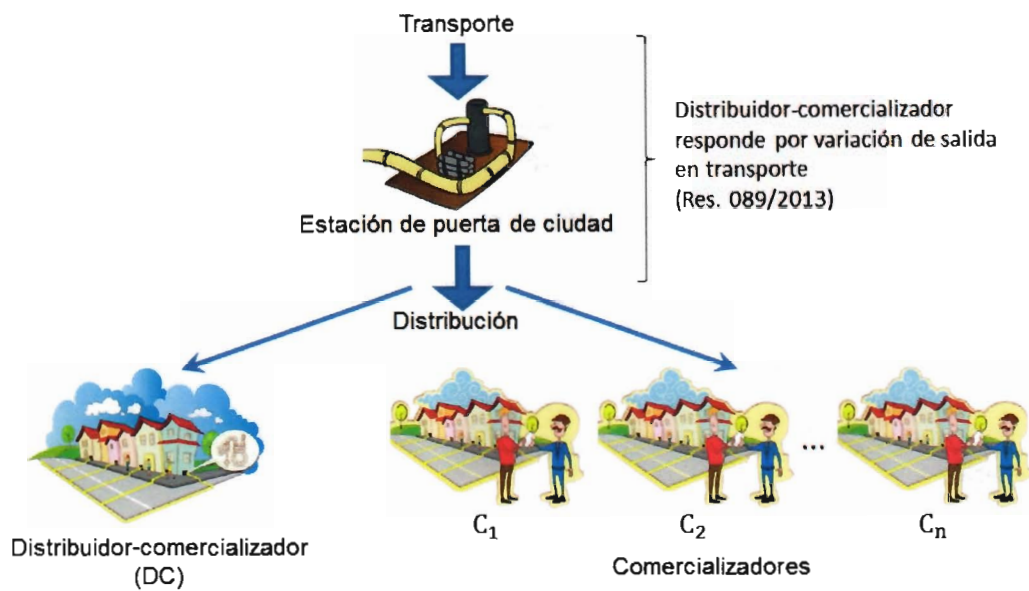 Transporte
Distribuidor-comercializador
responde por variación de salida
en transporte
(Res. 089/2013)
Estación de puerta de ciudad
Distribución
...
C1
C2
Cn
Distribuidor-comercializador
(DC)
Comercializadores